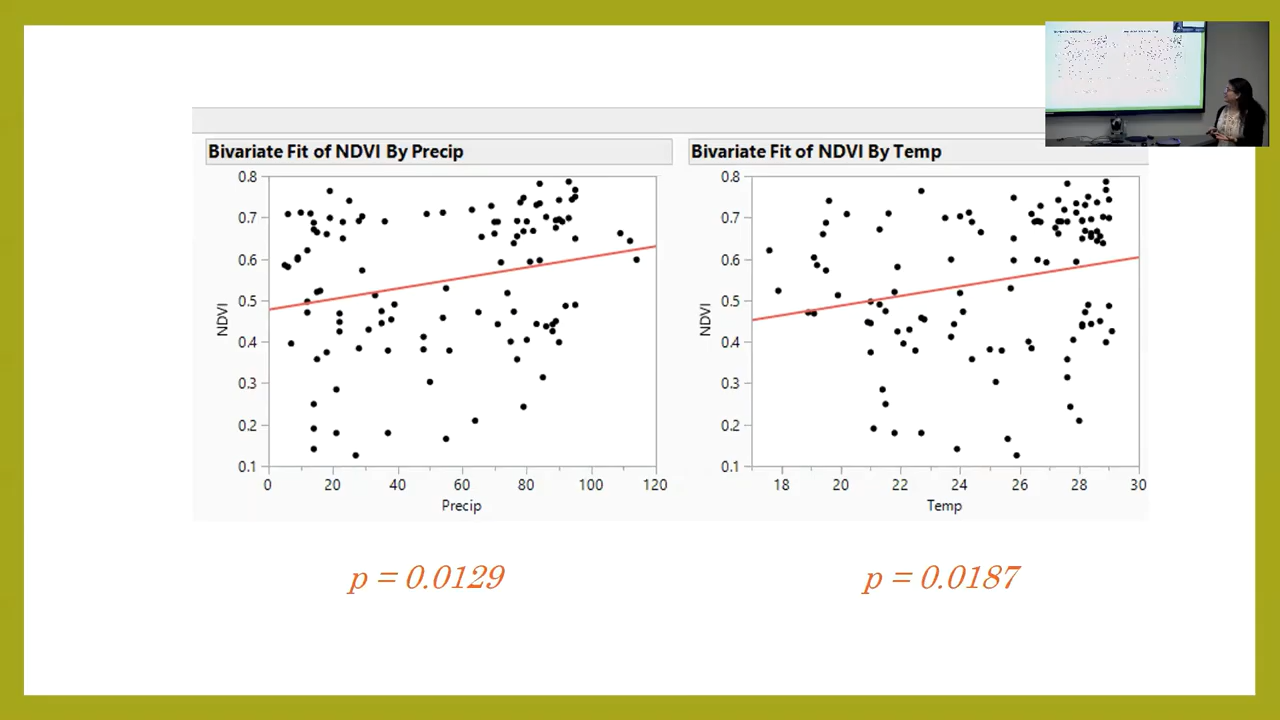 Bivariate Fit of NDVI By Precip
0.8
0.7
0.6
0.5
0.4
0.3
0.2
0.1
NDVI
0 20 40 60 80 100 120
Precip
p = 0.0129
Bivariate Fit of NDVI By Temp
0.8
0.7
0.6
0.5
0.4
0.3
0.2
0.1
NDVI
18 20 22 24 26 28 30
Temp
p = 0.0187